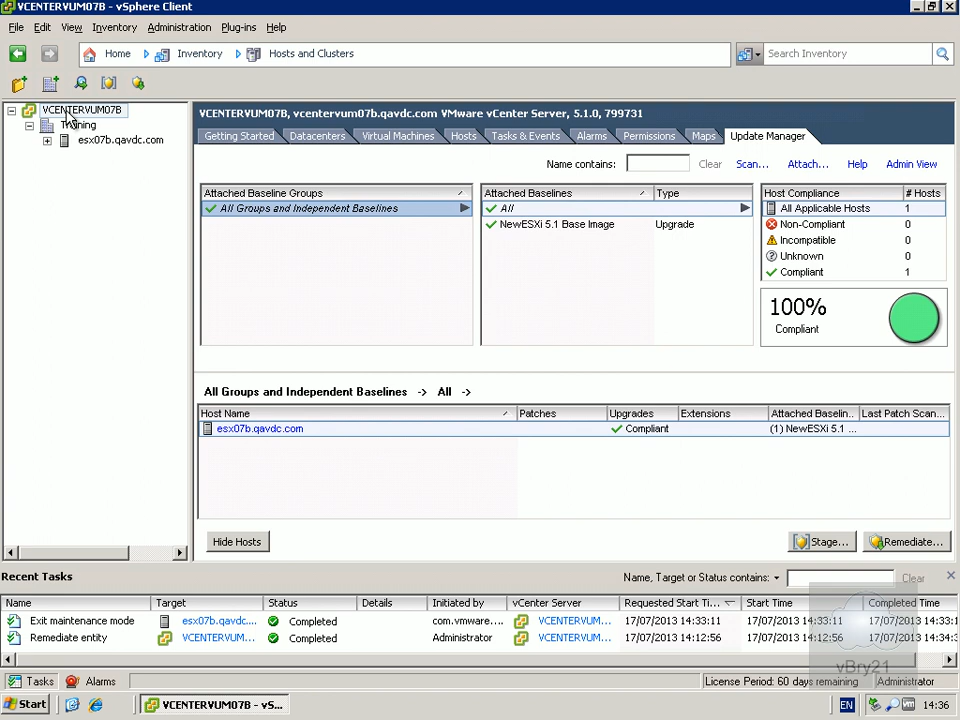 VCENTERVUM07B - vSphere Client
File Edit View Inventory Administration Plug-ins Help
Home Inventory Hosts and Clusters Search Inventory
VCENTERVUM07B
Training
esx07b.qavdc.com
VCENTERVUM07B, vcentervum07b.qavdc.com VMware vCenter Server, 5.1.0, 799731
Getting Started Datacenters Virtual Machines Hosts Tasks & Events Alarms Permissions Maps Update Manager
Name contains: Clear Scan... Attach... Help Admin View
Attached Baseline Groups Attached Baselines Type Host Compliance # Hosts
All Groups and Independent Baselines All All Applicable Hosts 1
NewESXi 5.1 Base Image Upgrade Non-Compliant 0
Incompatible 0
Unknown 0
Compliant 1
100%
Compliant
All Groups and Independent Baselines -> All ->
Host Name Patches Upgrades Extensions Attached Baselin... Last Patch Scan...
esx07b.qavdc.com Compliant (1) NewESXi 5.1 ...
Hide Hosts Stage... Remediate...
Recent Tasks Name, Target or Status contains: Clear
Name Target Status Details Initiated by vCenter Server Requested Start Ti... Start Time Completed Time
Exit maintenance mode esx07b.qavdc.... Completed com.vmware.... VCENTERVUM... 17/07/2013 14:33:11 17/07/2013 14:33:11 17/07/2013 14:33:1
Remediate entity VCENTERVUM... Completed Administrator VCENTERVUM... 17/07/2013 14:12:56 17/07/2013 14:12:56 17/07/2013 14:34:3
vBry21
Tasks Alarms License Period: 60 days remaining Administrator
Start VCENTERVUM07B - vS... EN 14:36